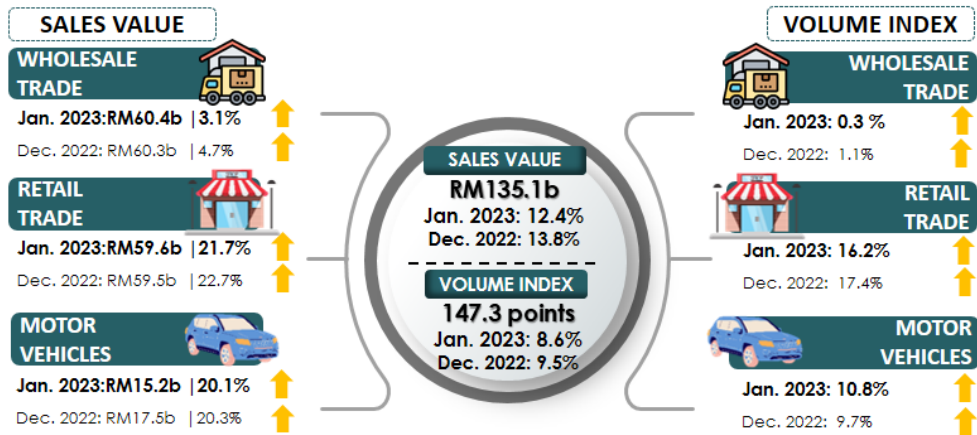 SALES VALUE
WHOLESALE
TRADE
Jan. 2023:RM60.4b |3.1%
Dec. 2022: RM60.3b |4.7%
RETAIL
TRADE
Jan. 2023:RM59.6b |21.7%
Dec. 2022: RM59.5b |22.7%
MOTOR
VEHICLES
Jan. 2023:RM15.2b |20.1%
Dec. 2022: RM17.5b |20.3%
SALES VALUE
RM135.1b
Jan. 2023: 12.4%
Dec. 2022: 13.8%
VOLUME INDEX
147.3 points
Jan. 2023: 8.6%
Dec. 2022: 9.5%
VOLUME INDEX
WHOLESALE
TRADE
Jan. 2023: 0.3 %
Dec. 2022: 1.1%
RETAIL
TRADE
Jan. 2023: 16.2%
Dec. 2022: 17.4%
MOTOR
VEHICLES
Jan. 2023: 10.8%
Dec. 2022: 9.7%